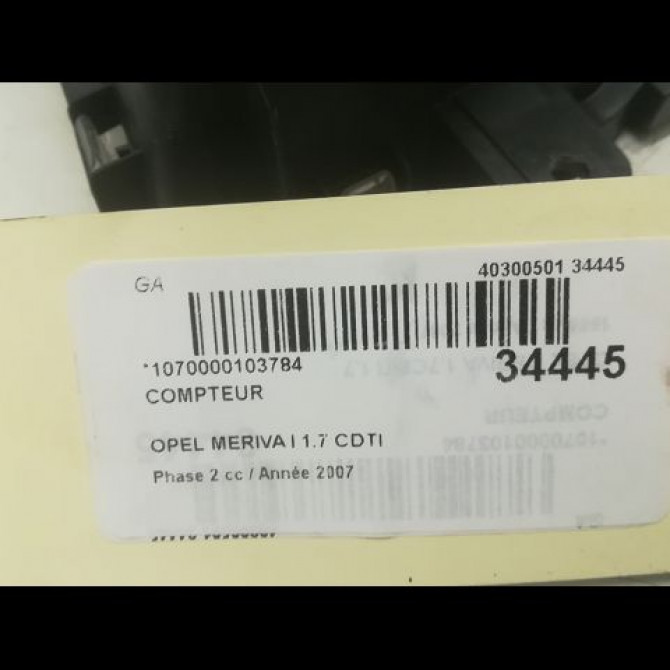 GA
40300501 34445
*1070000103784
34445
COMPTEUR
OPEL MERIVA I 1.7 CDTI
Phase 2 cc / Année 2007